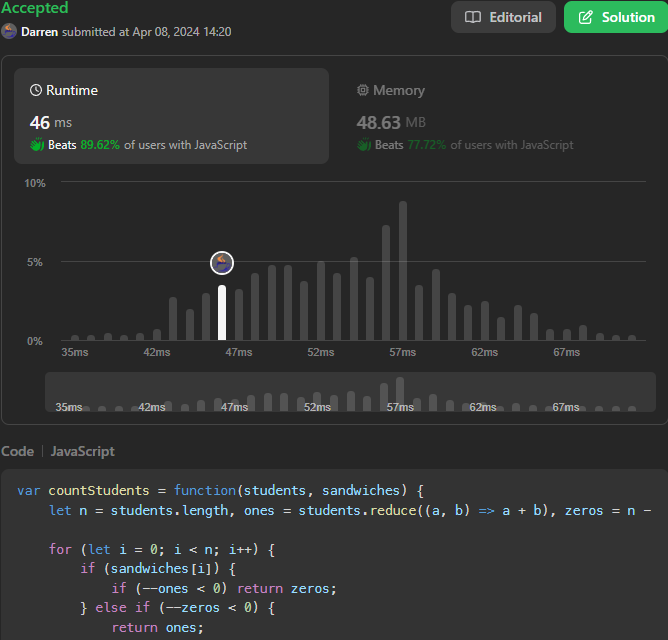 Accepted
Editorial
Solution
Darren submitted at Apr 08, 2024 14:20
Runtime
Memory
46 ms
48.63 MB
Beats 89.62% of users with JavaScript
Beats 77.72% of users with JavaScript
10%
5%
0%
35ms 42ms 47ms 52ms 57ms 62ms 67ms
35ms 42ms 47ms 52ms 57ms 62ms 67ms
Code | JavaScript
var countStudents = function(students, sandwiches) {
    let n = students.length, ones = students.reduce((a, b) => a + b), zeros = n -
    for (let i = 0; i < n; i++) {
        if (sandwiches[i]) {
            if (--ones < 0) return zeros;
        } else if (--zeros < 0) {
            return ones;